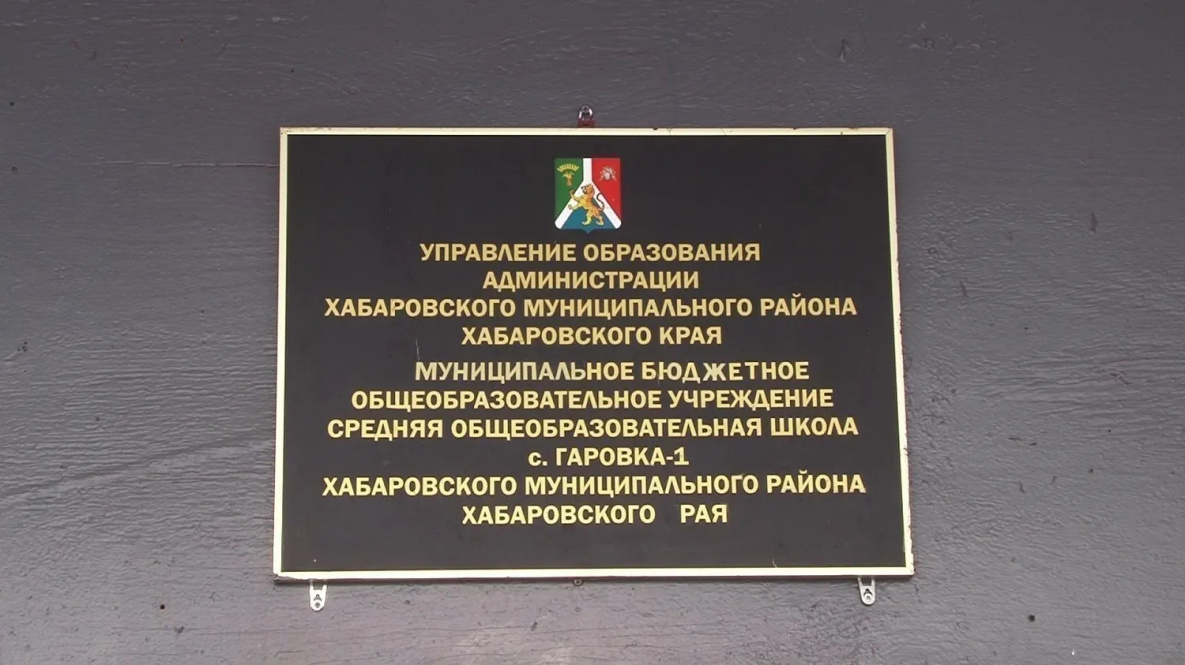 УПРАВЛЕНИЕ ОБРАЗОВАНИЯ
АДМИНИСТРАЦИИ
ХАБАРОВСКОГО МУНИЦИПАЛЬНОГО РАЙОНА
ХАБАРОВСКОГО КРАЯ
МУНИЦИПАЛЬНОЕ БЮДЖЕТНОЕ
ОБЩЕОБРАЗОВАТЕЛЬНОЕ УЧРЕЖДЕНИЕ
СРЕДНЯЯ ОБЩЕОБРАЗОВАТЕЛЬНАЯ ШКОЛА
с. ГАРОВКА-1
ХАБАРОВСКОГО МУНИЦИПАЛЬНОГО РАЙОНА
ХАБАРОВСКОГО РАЯ